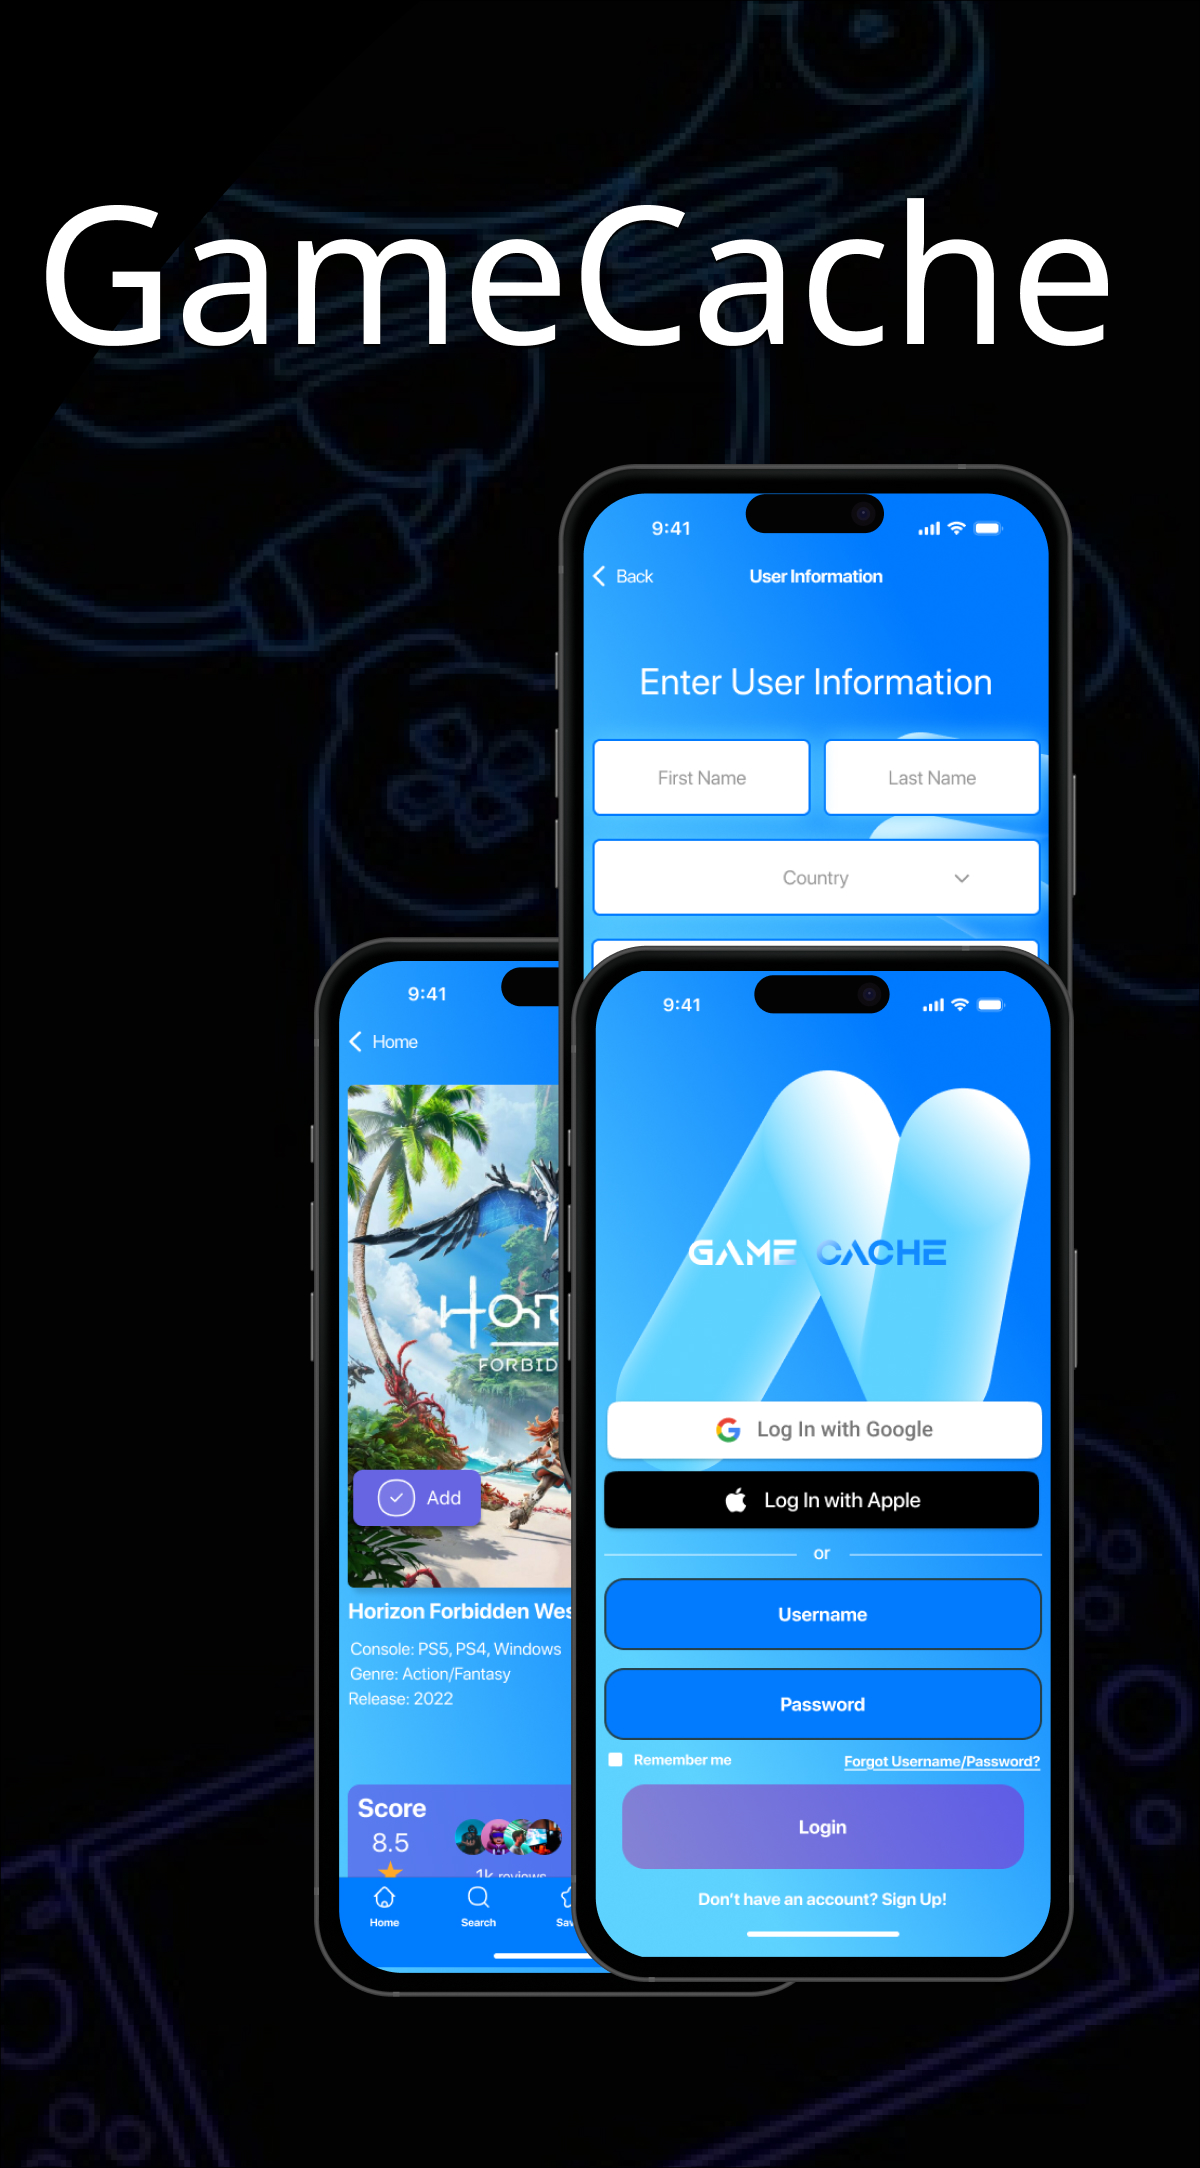 GameCache
9:41
Back
User Information
Enter User Information
First Name
Last Name
Country
9:41
Home
HOR
FORBID
Add
Horizon Forbidden Wes
Console: PS5, PS4, Windows
Genre: Action/Fantasy
Release: 2022
Score
8.5
1k reviews
Home
Search
Sav
9:41
GAME CACHE
Log In with Google
Log In with Apple
or
Username
Password
Remember me
Forgot Username/Password?
Login
Don't have an account? Sign Up!